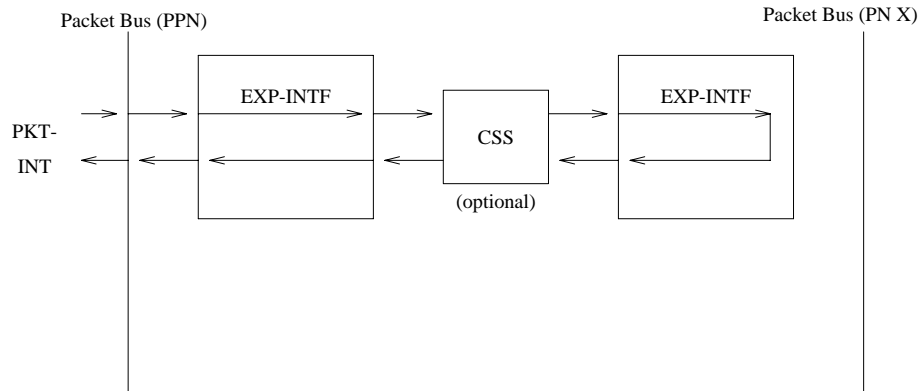 Packet Bus (PPN)
Packet Bus (PN X)
EXP-INTF
EXP-INTF
PKT-
INT
CSS
(optional)